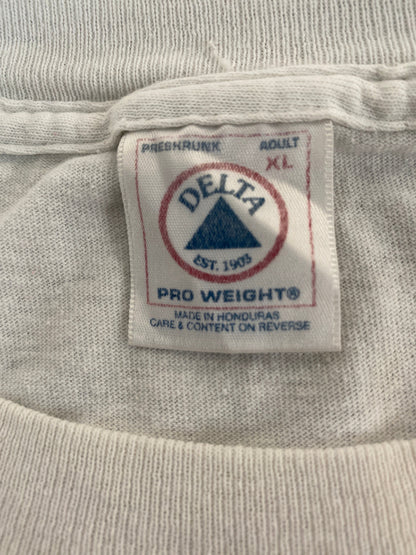 PRESHRUNK ADULT
XL
DELTA
EST. 1903
PRO WEIGHT®
MADE IN HONDURAS
CARE & CONTENT ON REVERSE